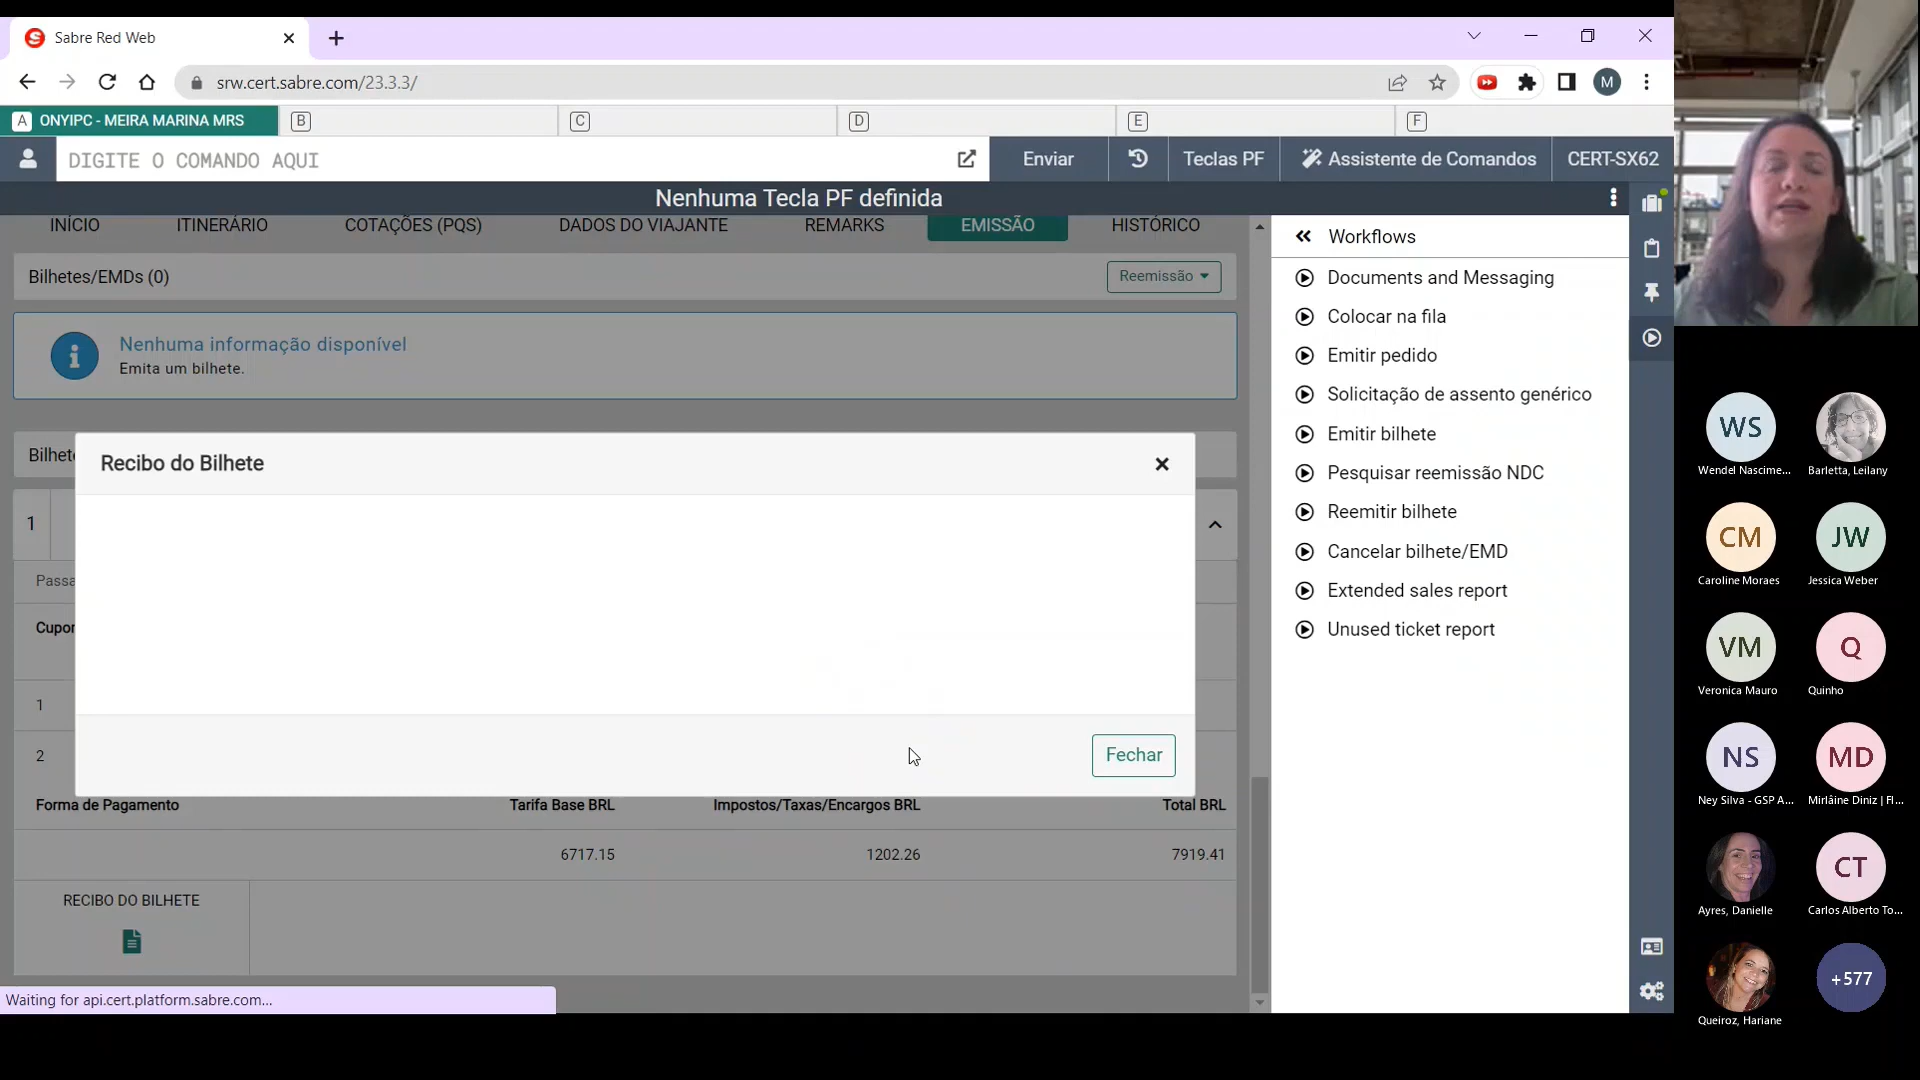 Sabre Red Web
srw.cert.sabre.com/23.3.3/
M
A ONYIPC - MEIRA MARINA MRS
B
C
D
E
F
DIGITE O COMANDO AQUI
Enviar
Teclas PF
Assistente de Comandos
CERT-SX62
Nenhuma Tecla PF definida
INÍCIO
ITINERÁRIO
COTAÇÕES (PQS)
DADOS DO VIAJANTE
REMARKS
EMISSÃO
HISTÓRICO
Bilhetes/EMDs (0)
Reemissão
Nenhuma informação disponível
Emita um bilhete.
Bilhete
Recibo do Bilhete
1
Passa
Cupon
1
2
Fechar
Forma de Pagamento
Tarifa Base BRL
Impostos/Taxas/Encargos BRL
Total BRL
6717.15
1202.26
7919.41
RECIBO DO BILHETE
Waiting for api.cert.platform.sabre.com...
Workflows
Documents and Messaging
Colocar na fila
Emitir pedido
Solicitação de assento genérico
Emitir bilhete
Pesquisar reemissão NDC
Reemitir bilhete
Cancelar bilhete/EMD
Extended sales report
Unused ticket report
WS
Wendel Nascime...
Barletta, Leilany
CM
Caroline Moraes
JW
Jessica Weber
VM
Veronica Mauro
Q
Quinho
NS
Ney Silva - GSP A...
MD
Mirlâine Diniz | Fl...
Ayres, Danielle
CT
Carlos Alberto To...
Queiroz, Hariane
+577